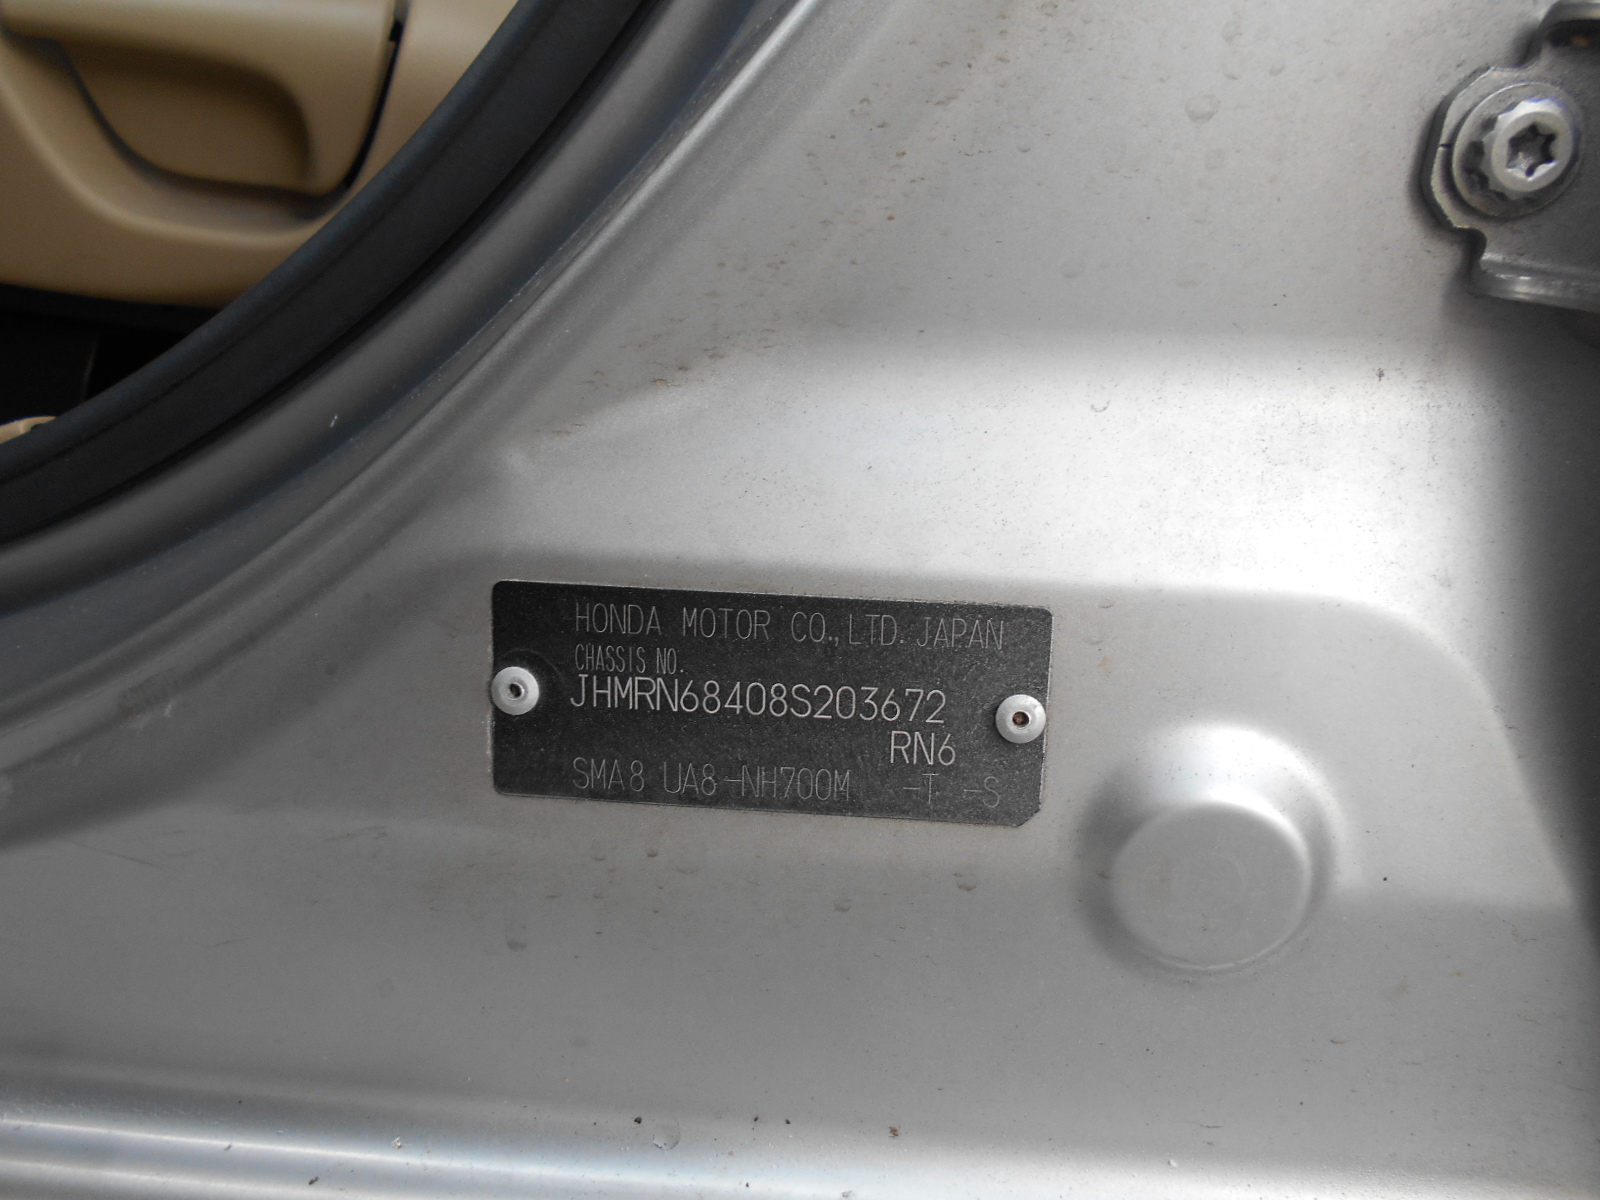 HONDA MOTOR CO.,LTD. JAPAN
CHASSIS NO.
JHMRN68408S203672
RN6
SMA8 UA8-NH700M -T -S